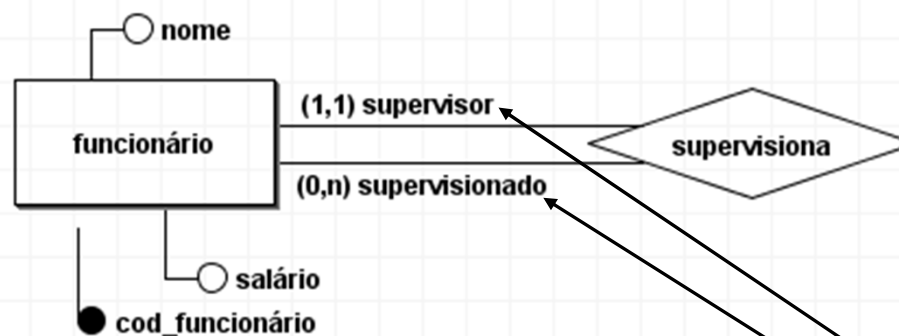 nome
(1,1) supervisor
funcionário
supervisiona
(0,n) supervisionado
salário
cod_funcionário